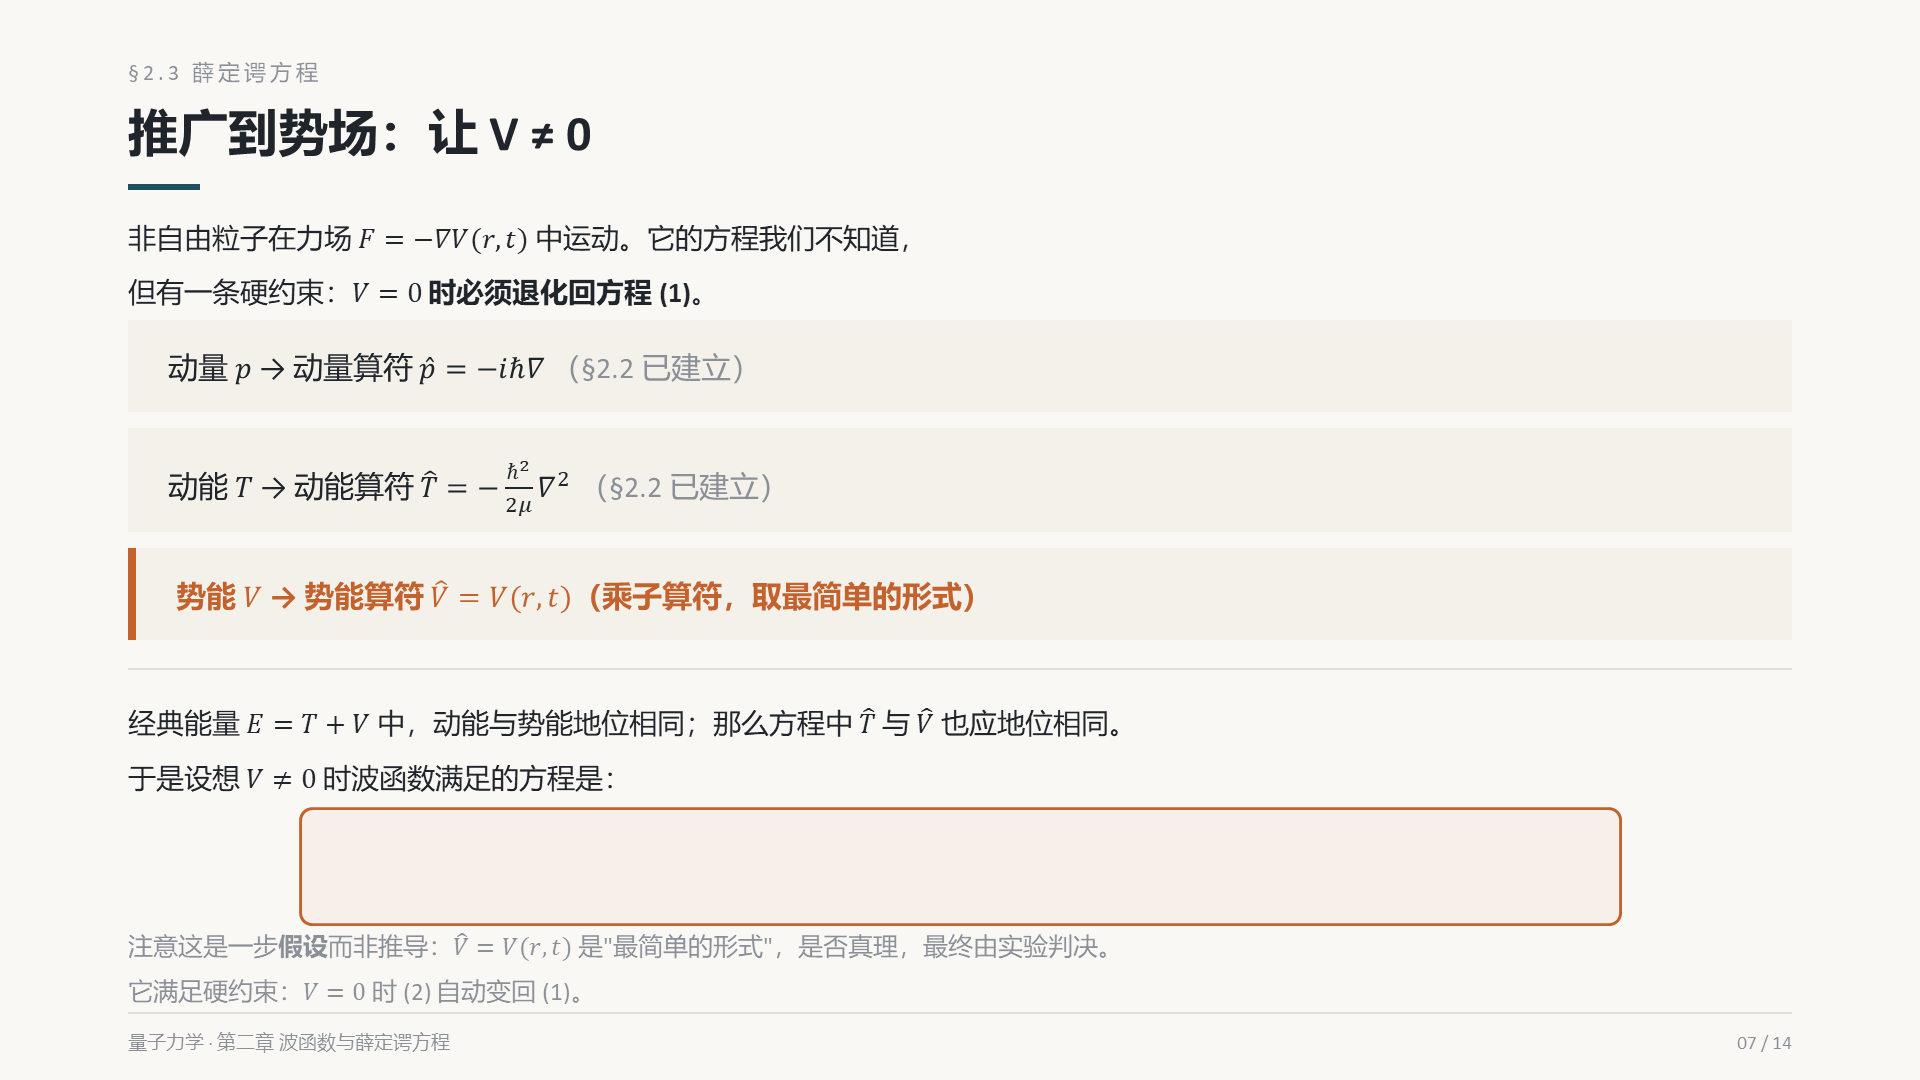 §2.3 薛定谔方程
推广到势场：让 V ≠ 0
非自由粒子在力场 F = −∇V(r,t) 中运动。它的方程我们不知道，
但有一条硬约束：V = 0 时必须退化回方程 (1)。
动量 p → 动量算符 p̂ = −iℏ∇ （§2.2 已建立）
动能 T → 动能算符 T̂ = −ℏ²/2μ ∇² （§2.2 已建立）
势能 V → 势能算符 V̂ = V(r,t)（乘子算符，取最简单的形式）
经典能量 E = T + V 中，动能与势能地位相同；那么方程中 T̂ 与 V̂ 也应地位相同。
于是设想 V ≠ 0 时波函数满足的方程是：
注意这是一步假设而非推导：V̂ = V(r,t) 是"最简单的形式"，是否真理，最终由实验判决。
它满足硬约束：V = 0 时 (2) 自动变回 (1)。
量子力学 · 第二章 波函数与薛定谔方程
07 / 14